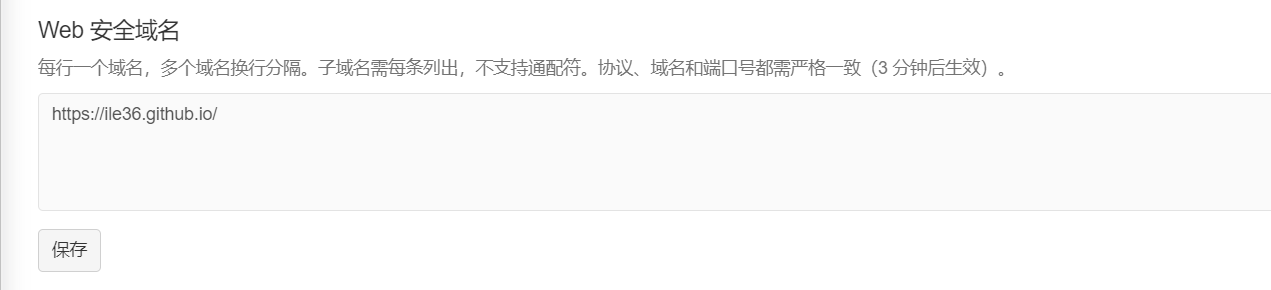 Web 安全域名
每行一个域名，多个域名换行分隔。子域名需每条列出，不支持通配符。协议、域名和端口号都需严格一致（3 分钟后生效）。
https://ile36.github.io/
保存